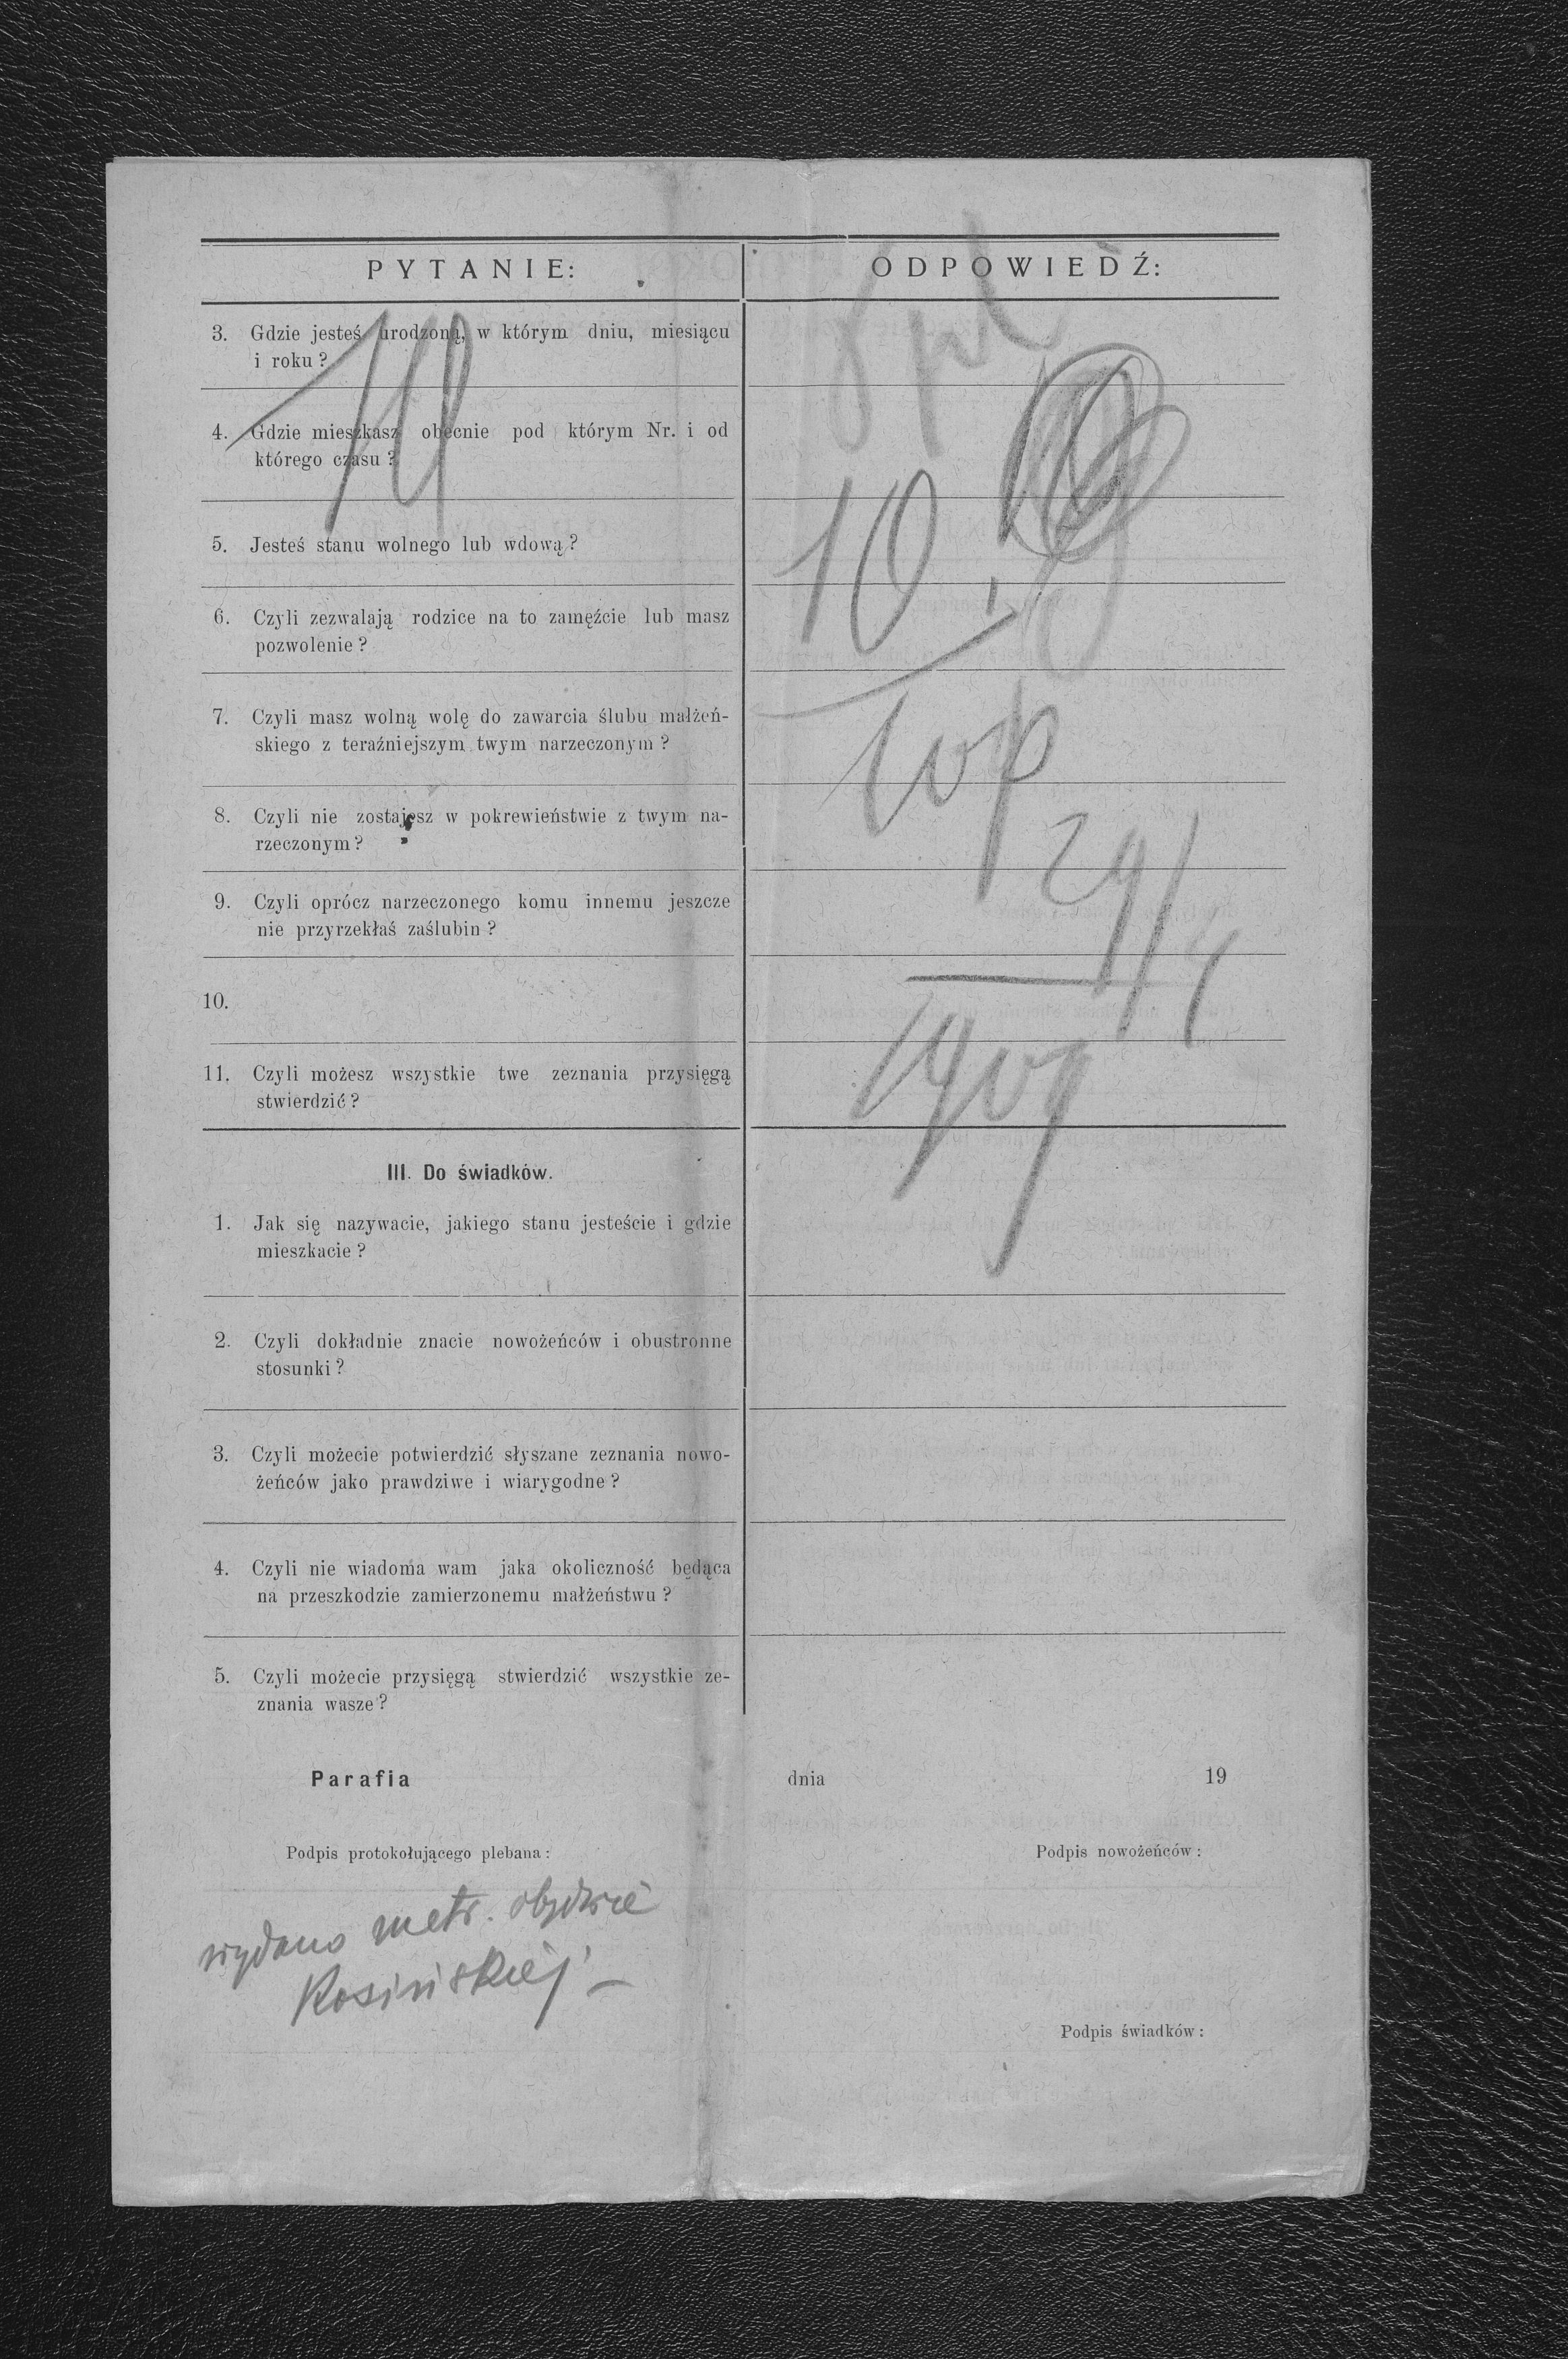 PYTANIE:
ODPOWIEDŹ:
3. Gdzie jesteś urodzoną, w którym dniu, miesiącu
i roku?
4. Gdzie mieszkasz obecnie pod którym Nr. i od
którego czasu?
5. Jesteś stanu wolnego lub wdową?
10
6. Czyli zezwalają rodzice na to zamęźcie lub masz
pozwolenie?
7. Czyli masz wolną wolę do zawarcia ślubu małżeń-
skiego z teraźniejszym twym narzeczonym?
8. Czyli nie zostajesz w pokrewieństwie z twym na-
rzeczonym?
9. Czyli oprócz narzeczonego komu innemu jeszcze
nie przyrzekłaś zaślubin?
29/4
10.
1909
11. Czyli możesz wszystkie twe zeznania przysięgą
stwierdzić?
III. Do świadków.
1. Jak się nazywacie, jakiego stanu jesteście i gdzie
mieszkacie?
2. Czyli dokładnie znacie nowożeńców i obustronne
stosunki?
3. Czyli możecie potwierdzić słyszane zeznania nowo-
żeńców jako prawdziwe i wiarygodne?
4. Czyli nie wiadoma wam jaka okoliczność będąca
na przeszkodzie zamierzonemu małżeństwu?
5. Czyli możecie przysięgą stwierdzić wszystkie ze-
znania wasze?
Parafia dnia 19
Podpis protokołującego plebana:
Podpis nowożeńców:
wydano metr. obydwie
Kosińskiej –
Podpis świadków: